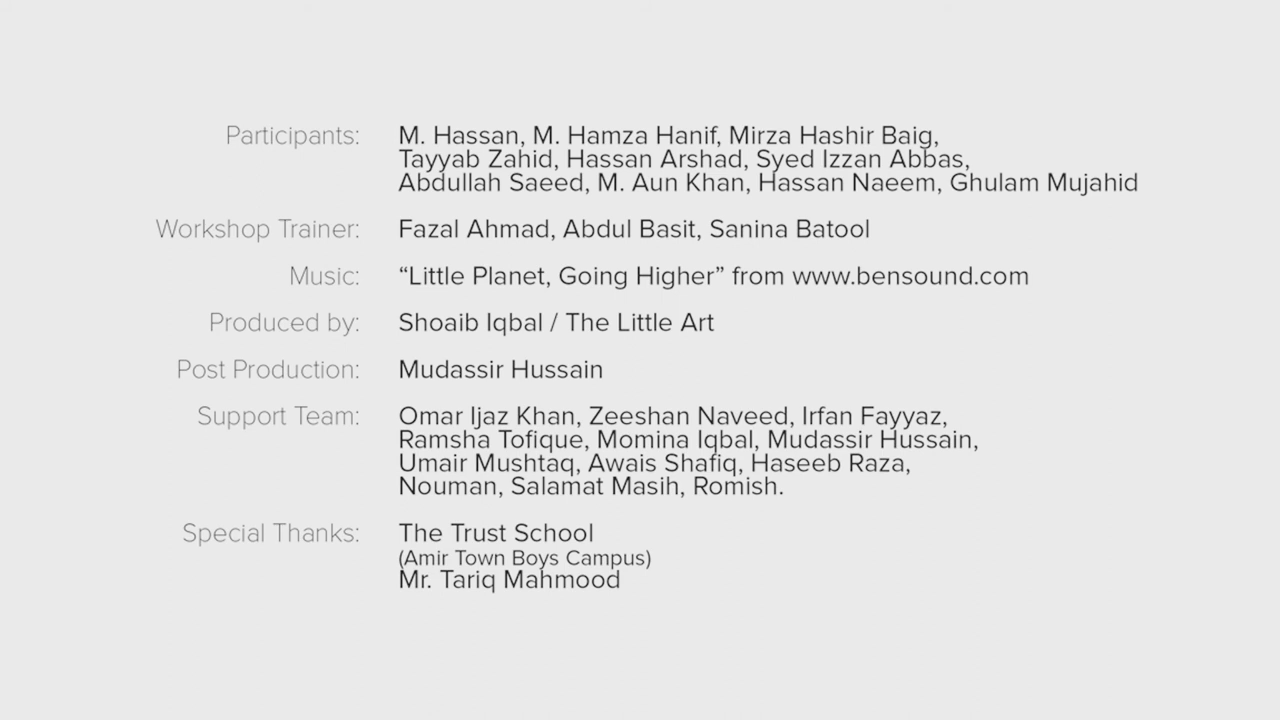 Participants: M. Hassan, M. Hamza Hanif, Mirza Hashir Baig,
Tayyab Zahid, Hassan Arshad, Syed Izzan Abbas,
Abdullah Saeed, M. Aun Khan, Hassan Naeem, Ghulam Mujahid
Workshop Trainer: Fazal Ahmad, Abdul Basit, Sanina Batool
Music: “Little Planet, Going Higher” from www.bensound.com
Produced by: Shoaib Iqbal / The Little Art
Post Production: Mudassir Hussain
Support Team: Omar Ijaz Khan, Zeeshan Naveed, Irfan Fayyaz,
Ramsha Tofique, Momina Iqbal, Mudassir Hussain,
Umair Mushtaq, Awais Shafiq, Haseeb Raza,
Nouman, Salamat Masih, Romish.
Special Thanks: The Trust School
(Amir Town Boys Campus)
Mr. Tariq Mahmood